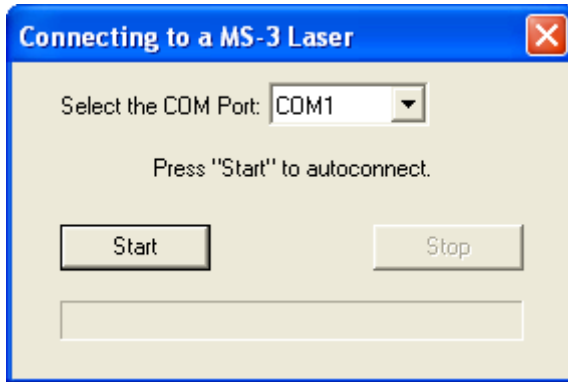 Connecting to a MS-3 Laser
Select the COM Port: COM1
Press "Start" to autoconnect.
Start Stop